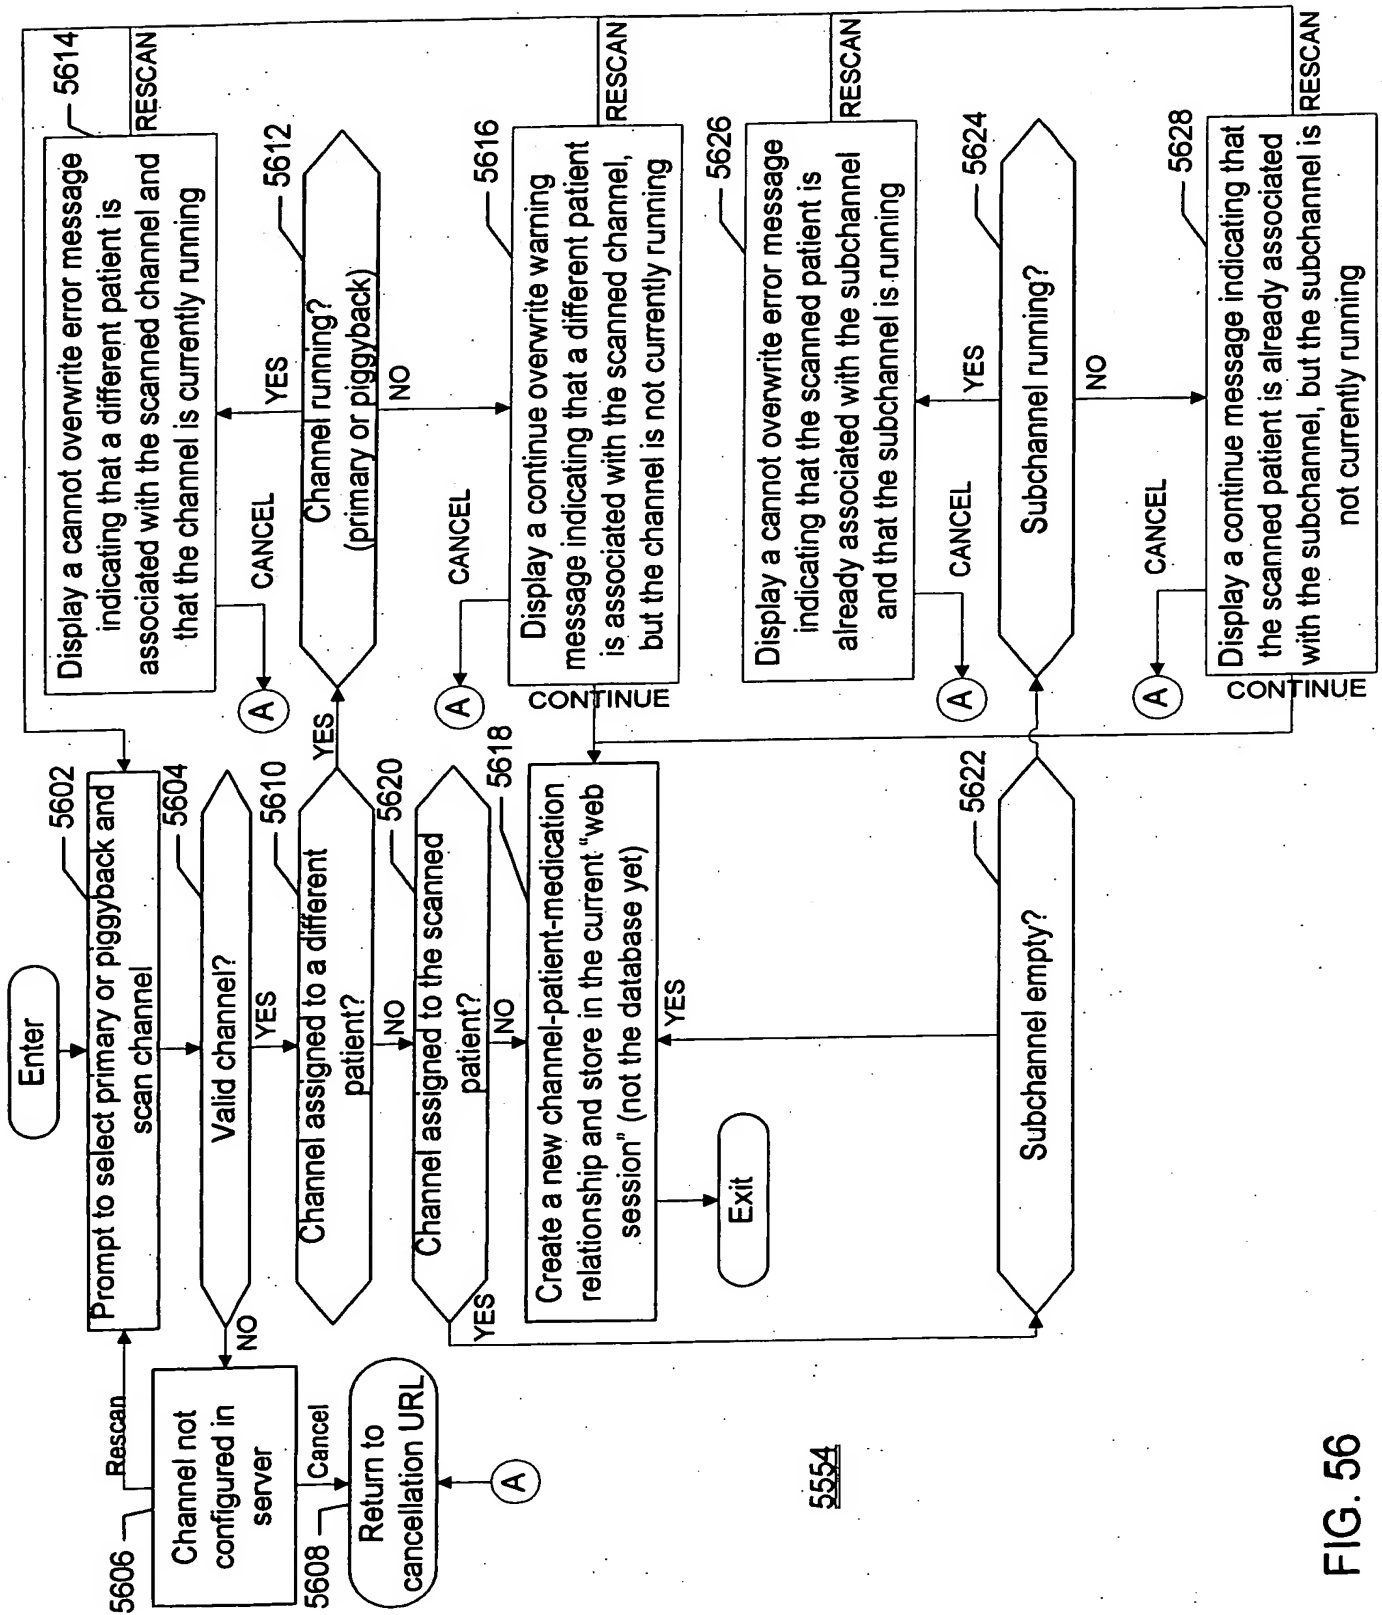 Enter
5602
Prompt to select primary or piggyback and
scan channel
5604
Valid channel?
YES
NO
5606
Channel not
configured in
server
Rescan
Cancel
5608
Return to
cancellation URL
A
5610
Channel assigned to a different
patient?
YES
NO
5620
Channel assigned to the scanned
patient?
YES
NO
5618
Create a new channel-patient-medication
relationship and store in the current "web
session" (not the database yet)
YES
Exit
5622
Subchannel empty?
5614
Display a cannot overwrite error message
indicating that a different patient is
associated with the scanned channel and
that the channel is currently running
RESCAN
CANCEL
A
5612
Channel running?
(primary or piggyback)
YES
NO
5616
Display a continue overwrite warning
message indicating that a different patient
is associated with the scanned channel,
but the channel is not currently running
RESCAN
CANCEL
A
CONTINUE
5626
Display a cannot overwrite error message
indicating that the scanned patient is
already associated with the subchannel
and that the subchannel is running
RESCAN
CANCEL
A
5624
Subchannel running?
YES
NO
5628
Display a continue message indicating that
the scanned patient is already associated
with the subchannel, but the subchannel is
not currently running
RESCAN
CANCEL
A
CONTINUE
5554
FIG. 56